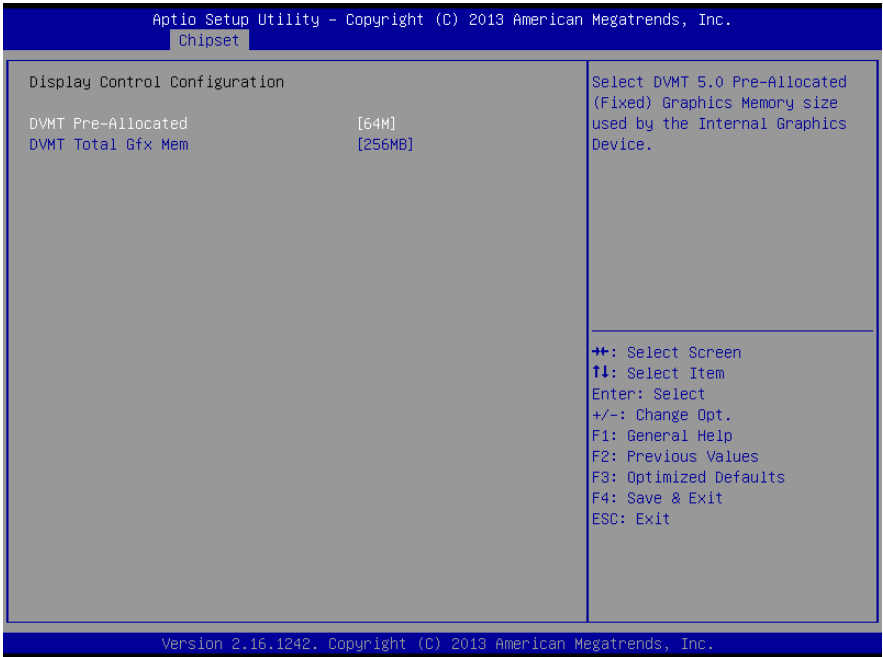 Aptio Setup Utility – Copyright (C) 2013 American Megatrends, Inc.
Chipset
Display Control Configuration
DVMT Pre-Allocated [64M]
DVMT Total Gfx Mem [256MB]
Select DVMT 5.0 Pre-Allocated
(Fixed) Graphics Memory size
used by the Internal Graphics
Device.
→←: Select Screen
↑↓: Select Item
Enter: Select
+/-: Change Opt.
F1: General Help
F2: Previous Values
F3: Optimized Defaults
F4: Save & Exit
ESC: Exit
Version 2.16.1242. Copyright (C) 2013 American Megatrends, Inc.